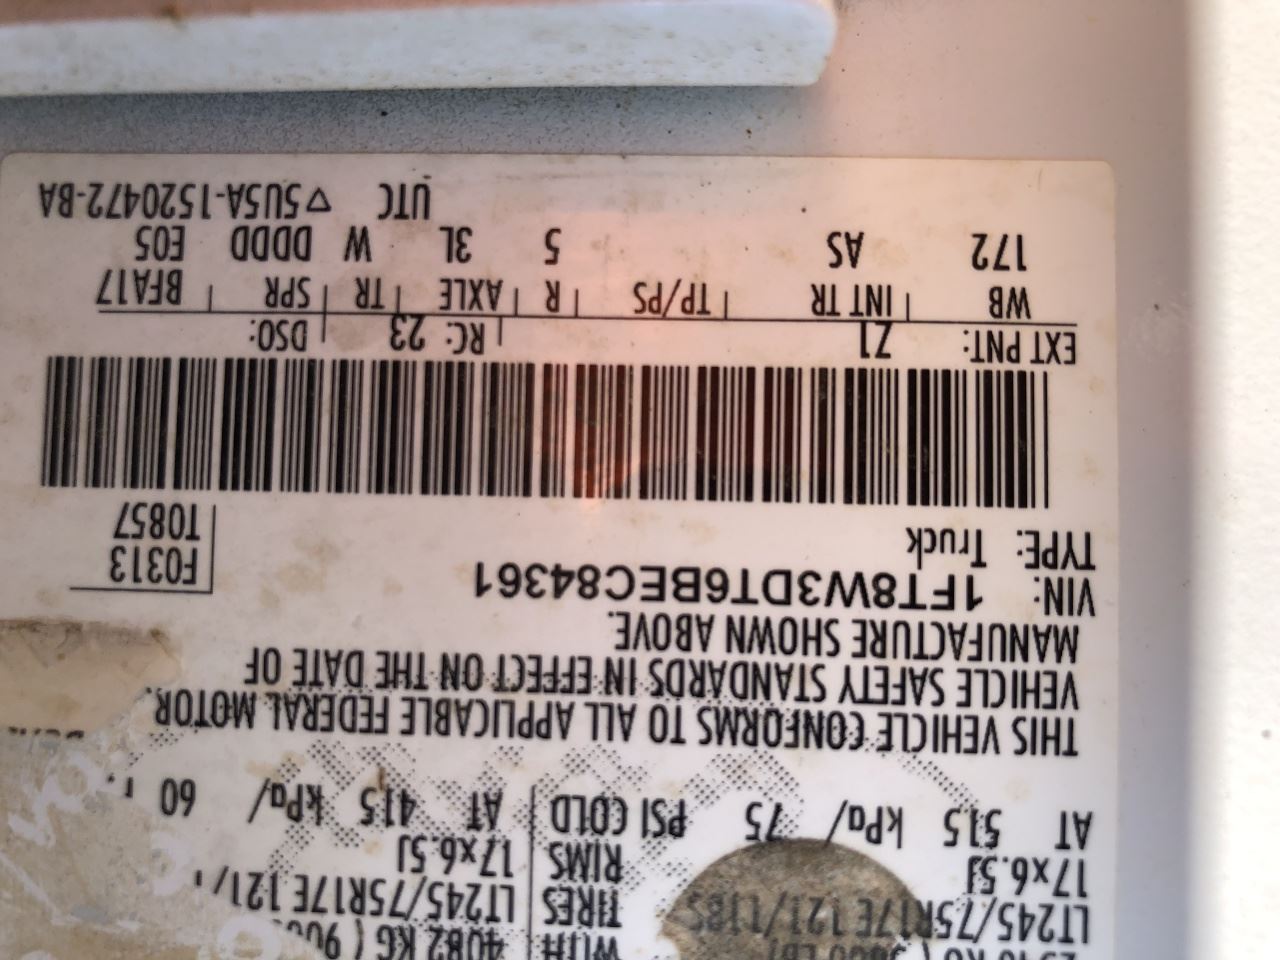 WITH
4082 KG
LT245/75R17E 121/118S TIRES LT245/75R17E 121/
17x6.5J RIMS 17x6.5J
AT 515 kPa/ 75 PSI COLD AT 415 kPa/ 60
THIS VEHICLE CONFORMS TO ALL APPLICABLE FEDERAL MOTOR
VEHICLE SAFETY STANDARDS IN EFFECT ON THE DATE OF
MANUFACTURE SHOWN ABOVE.
VIN: 1FT8W3DT6BEC84361 F0313
TYPE: Truck T0857
EXT PNT: Z1 RC: 23 DSO:
WB INT TR TP/PS R AXLE TR SPR BFA17
172 AS 5 3L W DDDD E05
UTC ▽5U5A-1520472-BA